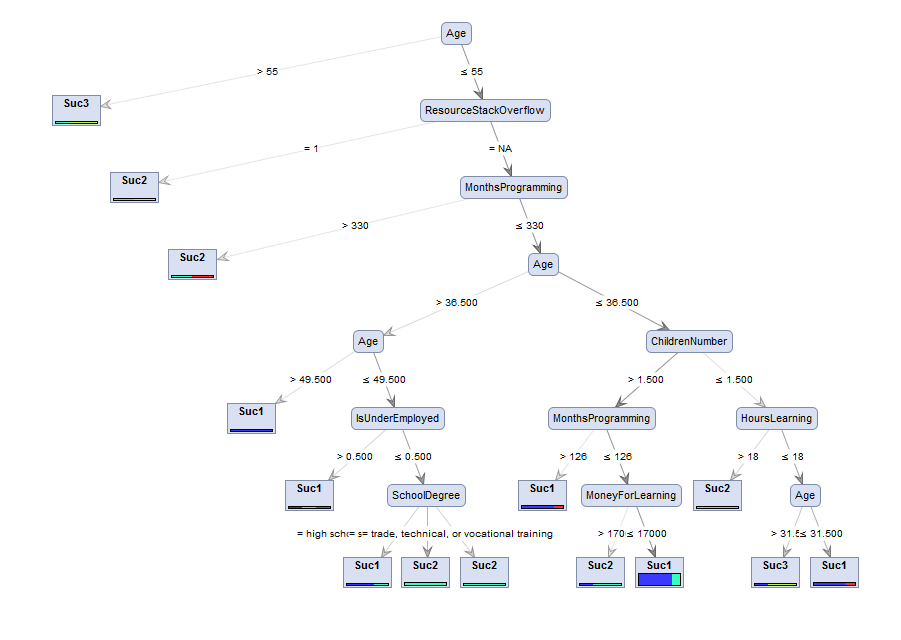 Age
> 55
≤ 55
Suc3
ResourceStackOverflow
= 1
= NA
Suc2
MonthsProgramming
> 330
≤ 330
Suc2
Age
> 36.500
≤ 36.500
Age
ChildrenNumber
> 49.500
≤ 49.500
> 1.500
≤ 1.500
Suc1
IsUnderEmployed
MonthsProgramming
HoursLearning
> 0.500
≤ 0.500
> 126
≤ 126
> 18
≤ 18
Suc1
SchoolDegree
Suc1
MoneyForLearning
Suc2
Age
= high sch
= s
= trade, technical, or vocational training
> 170
≤ 17000
> 31.5
≤ 31.500
Suc1
Suc2
Suc2
Suc2
Suc1
Suc3
Suc1